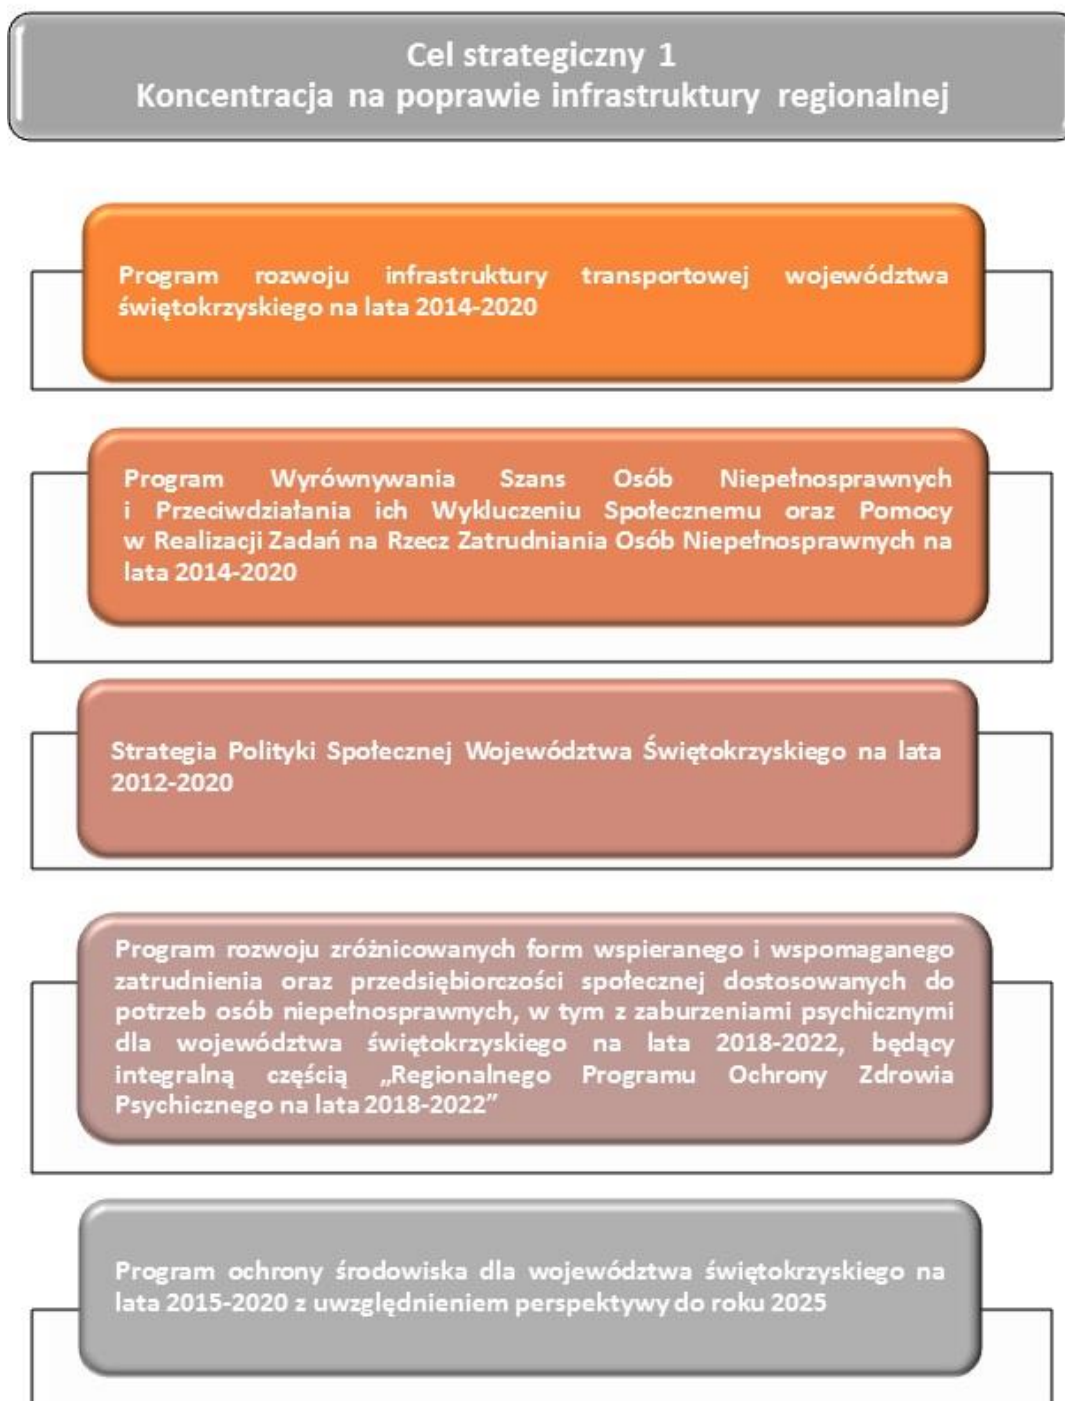 Cel strategiczny 1
Koncentracja na poprawie infrastruktury regionalnej
Program rozwoju infrastruktury transportowej województwa
świętokrzyskiego na lata 2014-2020
Program Wyrównywania Szans Osób Niepełnosprawnych
i Przeciwdziałania ich Wykluczeniu Społecznemu oraz Pomocy
w Realizacji Zadań na Rzecz Zatrudniania Osób Niepełnosprawnych na
lata 2014-2020
Strategia Polityki Społecznej Województwa Świętokrzyskiego na lata
2012-2020
Program rozwoju zróżnicowanych form wspieranego i wspomaganego
zatrudnienia oraz przedsiębiorczości społecznej dostosowanych do
potrzeb osób niepełnosprawnych, w tym z zaburzeniami psychicznymi
dla województwa świętokrzyskiego na lata 2018-2022, będący
integralną częścią „Regionalnego Programu Ochrony Zdrowia
Psychicznego na lata 2018-2022”
Program ochrony środowiska dla województwa świętokrzyskiego na
lata 2015-2020 z uwzględnieniem perspektywy do roku 2025